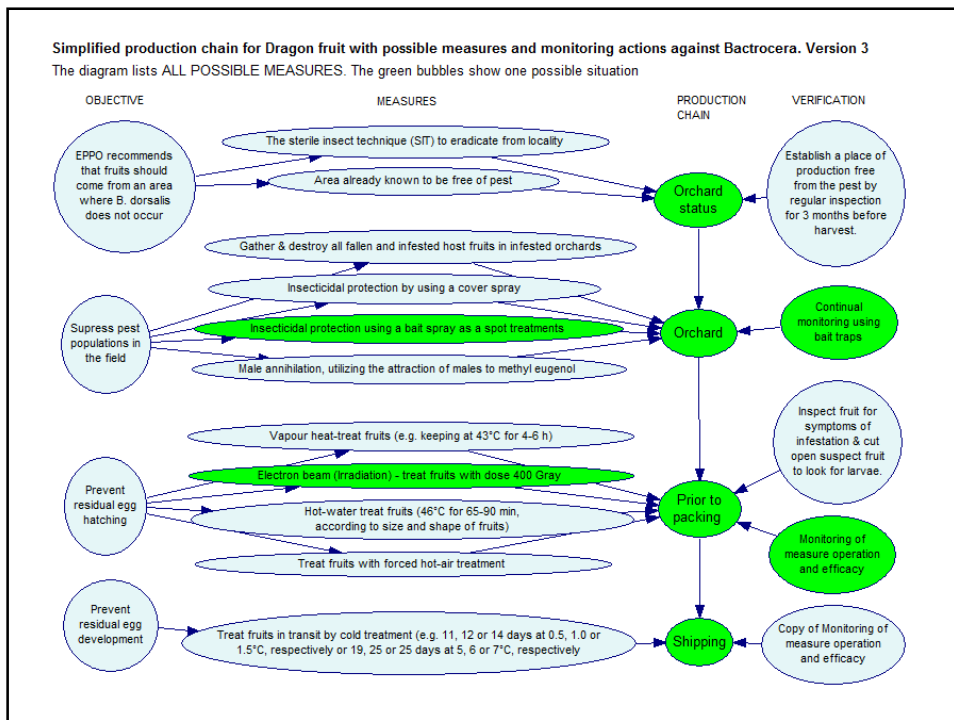 Simplified production chain for Dragon fruit with possible measures and monitoring actions against Bactrocera. Version 3
The diagram lists ALL POSSIBLE MEASURES. The green bubbles show one possible situation
OBJECTIVE
MEASURES
PRODUCTION
CHAIN
VERIFICATION
EPPO recommends
that fruits should
come from an area
where B. dorsalis
does not occur
The sterile insect technique (SIT) to eradicate from locality
Area already known to be free of pest
Orchard
status
Establish a place of
production free
from the pest by
regular inspection
for 3 months before
harvest.
Supress pest
populations in
the field
Gather & destroy all fallen and infested host fruits in infested orchards
Insecticidal protection by using a cover spray
Insecticidal protection using a bait spray as a spot treatments
Male annihilation, utilizing the attraction of males to methyl eugenol
Orchard
Continual
monitoring using
bait traps
Prevent
residual egg
hatching
Vapour heat-treat fruits (e.g. keeping at 43°C for 4-6 h)
Electron beam (Irradiation) - treat fruits with dose 400 Gray
Hot-water treat fruits (46°C for 65-90 min,
according to size and shape of fruits)
Treat fruits with forced hot-air treatment
Prior to
packing
Inspect fruit for
symptoms of
infestation & cut
open suspect fruit
to look for larvae.
Monitoring of
measure operation
and efficacy
Prevent
residual egg
development
Treat fruits in transit by cold treatment (e.g. 11, 12 or 14 days at 0.5, 1.0 or
1.5°C, respectively or 19, 25 or 25 days at 5, 6 or 7°C, respectively
Shipping
Copy of Monitoring of
measure operation
and efficacy